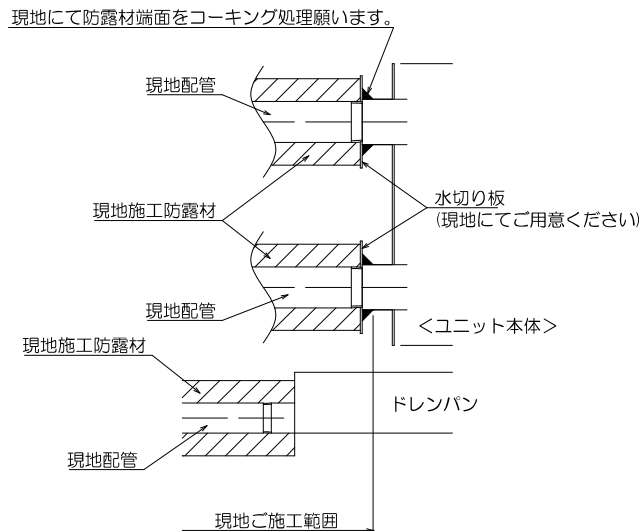 現地にて防露材端面をコーキング処理願います。
現地配管
現地施工防露材
水切り板
(現地にてご用意ください)
現地配管
＜ユニット本体＞
現地施工防露材
ドレンパン
現地配管
現地ご施工範囲